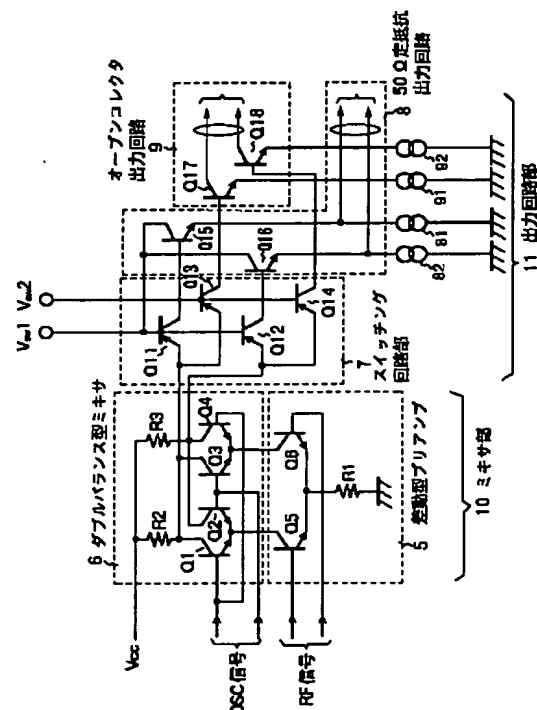 オープンコレクタ
出力回路
9
Q17
Q18
8
50Ω定抵抗
出力回路
92
91
81
82
11 出力回路部
Q15
Q16
Q13
Q14
Q11
Q12
7
スイッチング
回路部
6 ダブルバランス型ミキサ
Vcc
R2
R3
Q1
Q2
Q3
Q4
OSC信号
RF信号
Q5
Q6
R1
5 差動型プリアンプ
10 ミキサ部